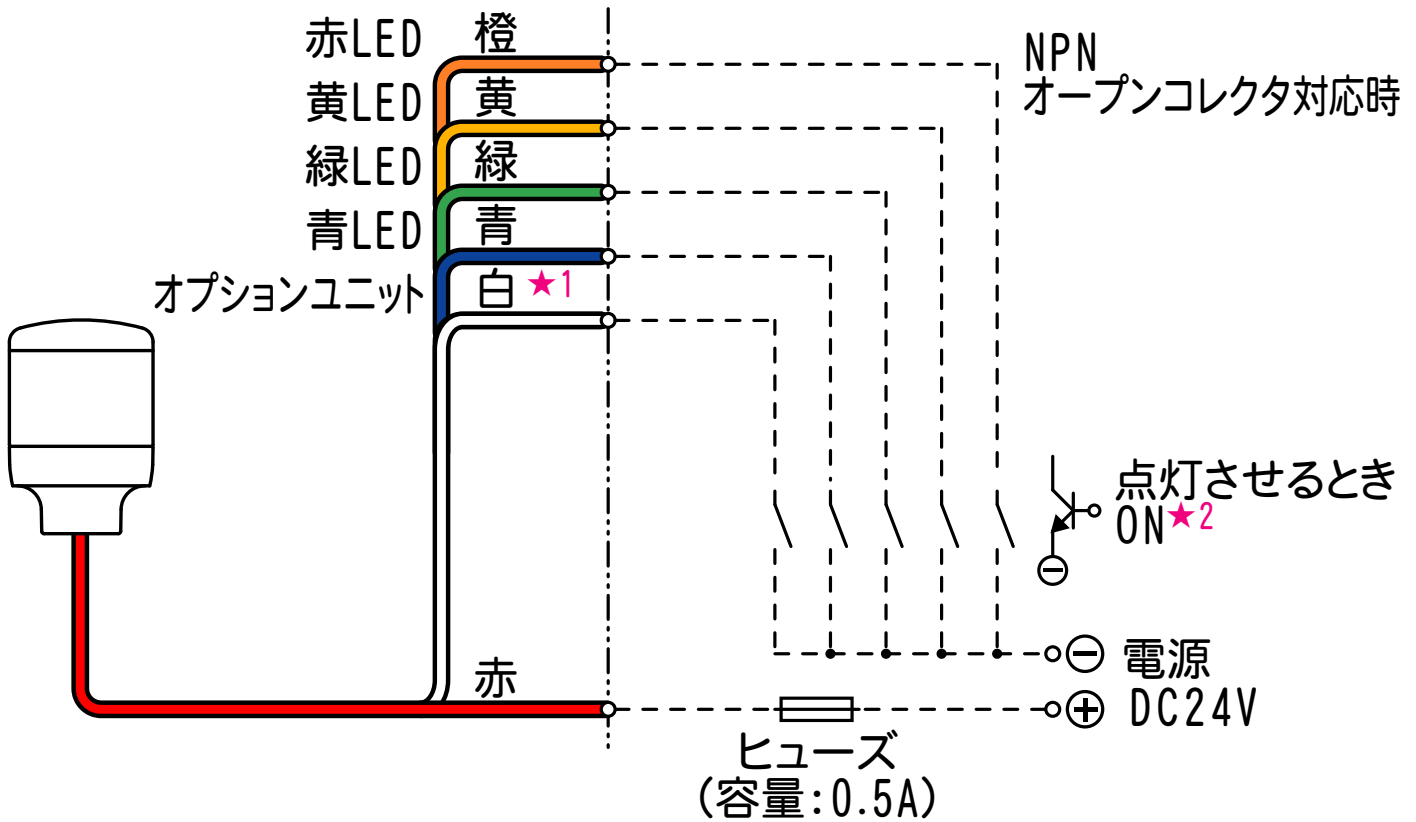 赤LED 橙
黄LED 黄
緑LED 緑
青LED 青
オプションユニット 白 ★1
NPN
オープンコレクタ対応時
点灯させるとき
ON★2
赤
電源
DC24V
ヒューズ
(容量:0.5A)